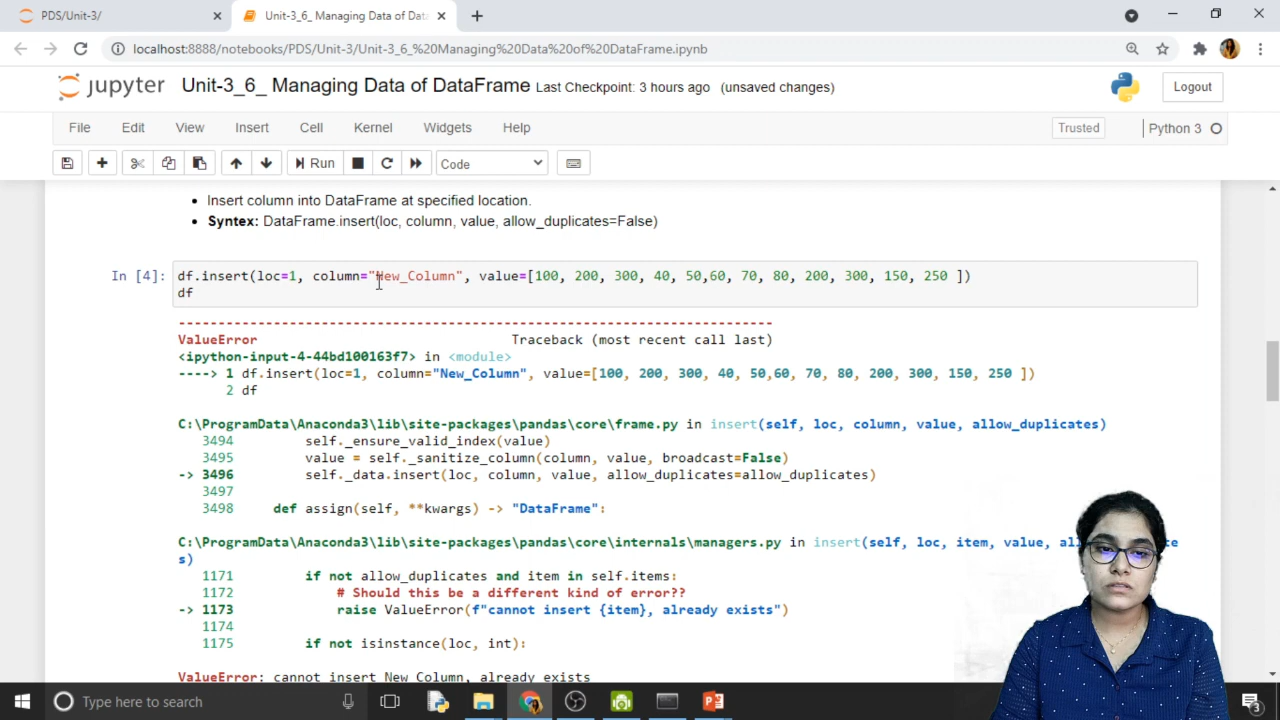 PDS/Unit-3/
Unit-3_6_ Managing Data of Dat
localhost:8888/notebooks/PDS/Unit-3/Unit-3_6_%20Managing%20Data%20of%20DataFrame.ipynb
jupyter Unit-3_6_ Managing Data of DataFrame Last Checkpoint: 3 hours ago (unsaved changes)
Logout
File Edit View Insert Cell Kernel Widgets Help
Trusted
Python 3
Run
Code
• Insert column into DataFrame at specified location.
• Syntex: DataFrame.insert(loc, column, value, allow_duplicates=False)
In [4]: df.insert(loc=1, column="New_Column", value=[100, 200, 300, 40, 50,60, 70, 80, 200, 300, 150, 250 ])
df
---------------------------------------------------------------------------
ValueError Traceback (most recent call last)
<ipython-input-4-44bd100163f7> in <module>
----> 1 df.insert(loc=1, column="New_Column", value=[100, 200, 300, 40, 50,60, 70, 80, 200, 300, 150, 250 ])
2 df
C:\ProgramData\Anaconda3\lib\site-packages\pandas\core\frame.py in insert(self, loc, column, value, allow_duplicates)
3494 self._ensure_valid_index(value)
3495 value = self._sanitize_column(column, value, broadcast=False)
-> 3496 self._data.insert(loc, column, value, allow_duplicates=allow_duplicates)
3497
3498 def assign(self, **kwargs) -> "DataFrame":
C:\ProgramData\Anaconda3\lib\site-packages\pandas\core\internals\managers.py in insert(self, loc, item, value, al
s)
1171 if not allow_duplicates and item in self.items:
1172 # Should this be a different kind of error??
-> 1173 raise ValueError(f"cannot insert {item}, already exists")
1174
1175 if not isinstance(loc, int):
ValueError: cannot insert New_Column, already exists
Type here to search
3